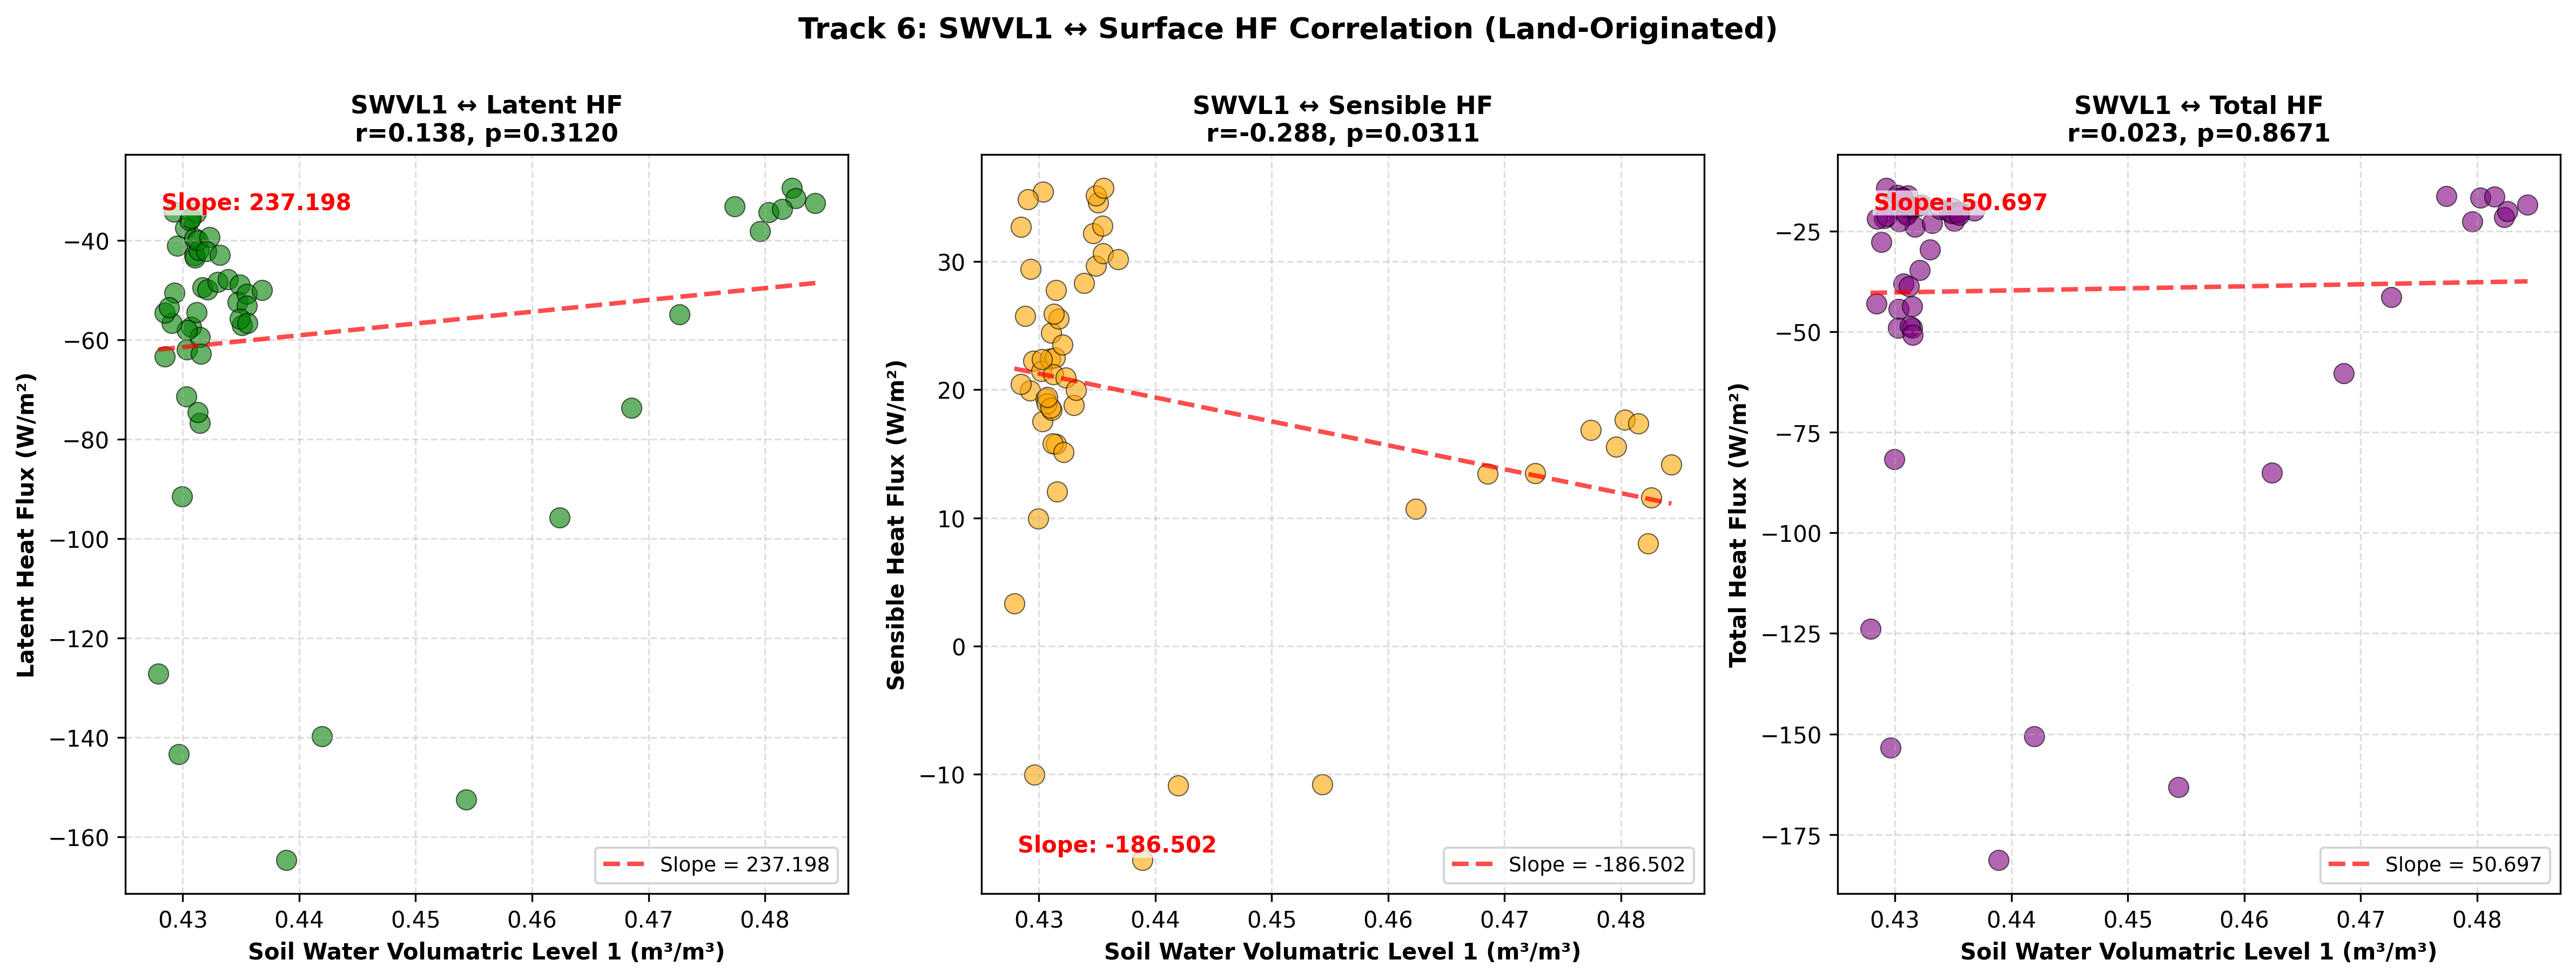 Track 6: SWVL1 ↔ Surface HF Correlation (Land-Originated)
SWVL1 ↔ Latent HF
r=0.138, p=0.3120
Latent Heat Flux (W/m²)
−40
−60
−80
−100
−120
−140
−160
Slope: 237.198
Slope = 237.198
0.43 0.44 0.45 0.46 0.47 0.48
Soil Water Volumatric Level 1 (m³/m³)
SWVL1 ↔ Sensible HF
r=-0.288, p=0.0311
Sensible Heat Flux (W/m²)
30
20
10
0
−10
Slope: -186.502
Slope = -186.502
0.43 0.44 0.45 0.46 0.47 0.48
Soil Water Volumatric Level 1 (m³/m³)
SWVL1 ↔ Total HF
r=0.023, p=0.8671
Total Heat Flux (W/m²)
−25
−50
−75
−100
−125
−150
−175
Slope: 50.697
Slope = 50.697
0.43 0.44 0.45 0.46 0.47 0.48
Soil Water Volumatric Level 1 (m³/m³)